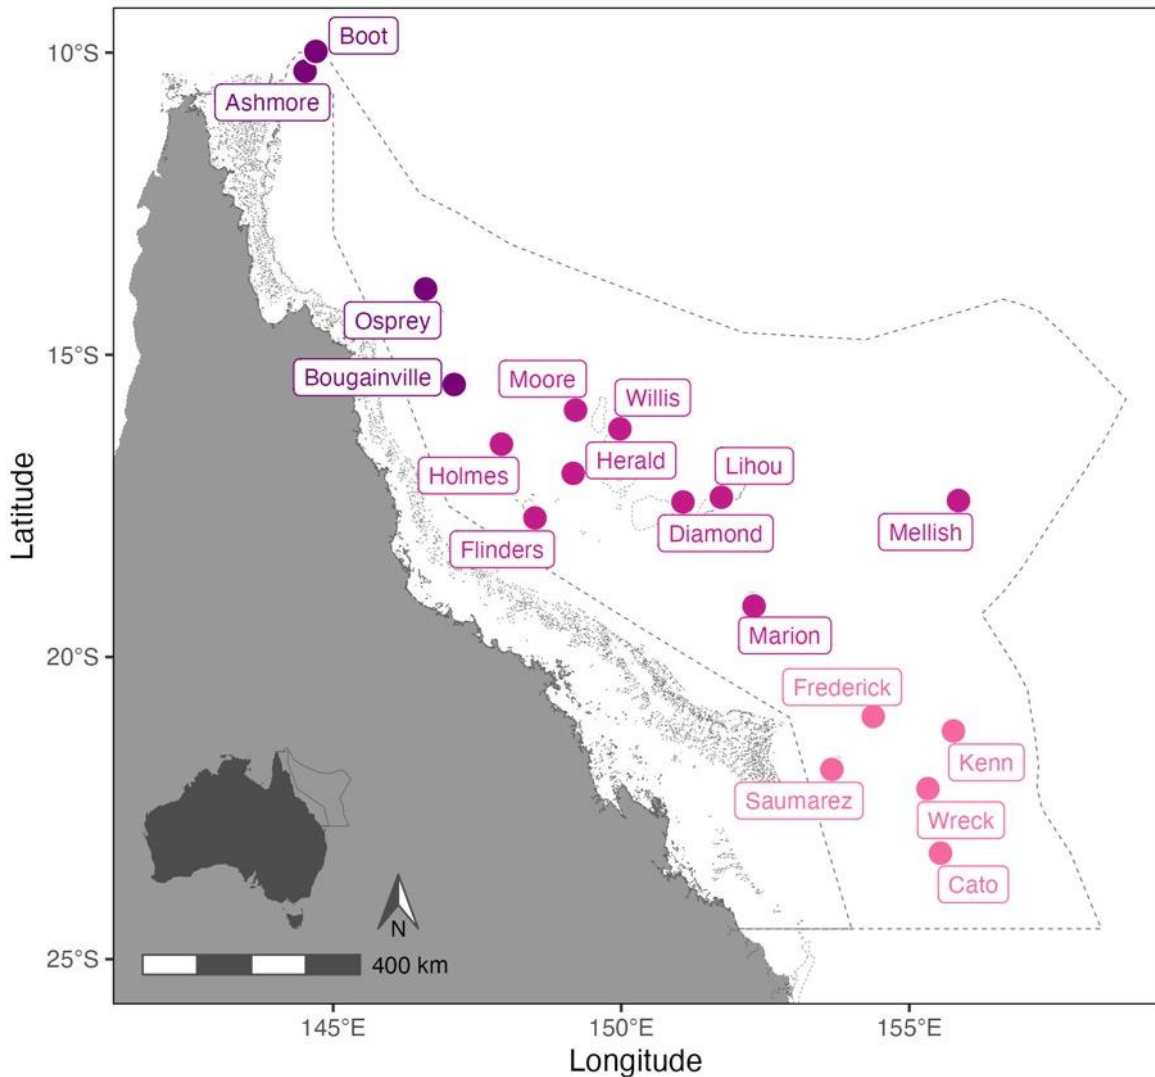 10°S
Boot
Ashmore
Osprey
15°S
Bougainville
Moore
Willis
Holmes
Herald
Lihou
Flinders
Diamond
Mellish
Latitude
Marion
20°S
Frederick
Kenn
Saumarez
Wreck
Cato
N
25°S
400 km
145°E
150°E
155°E
Longitude